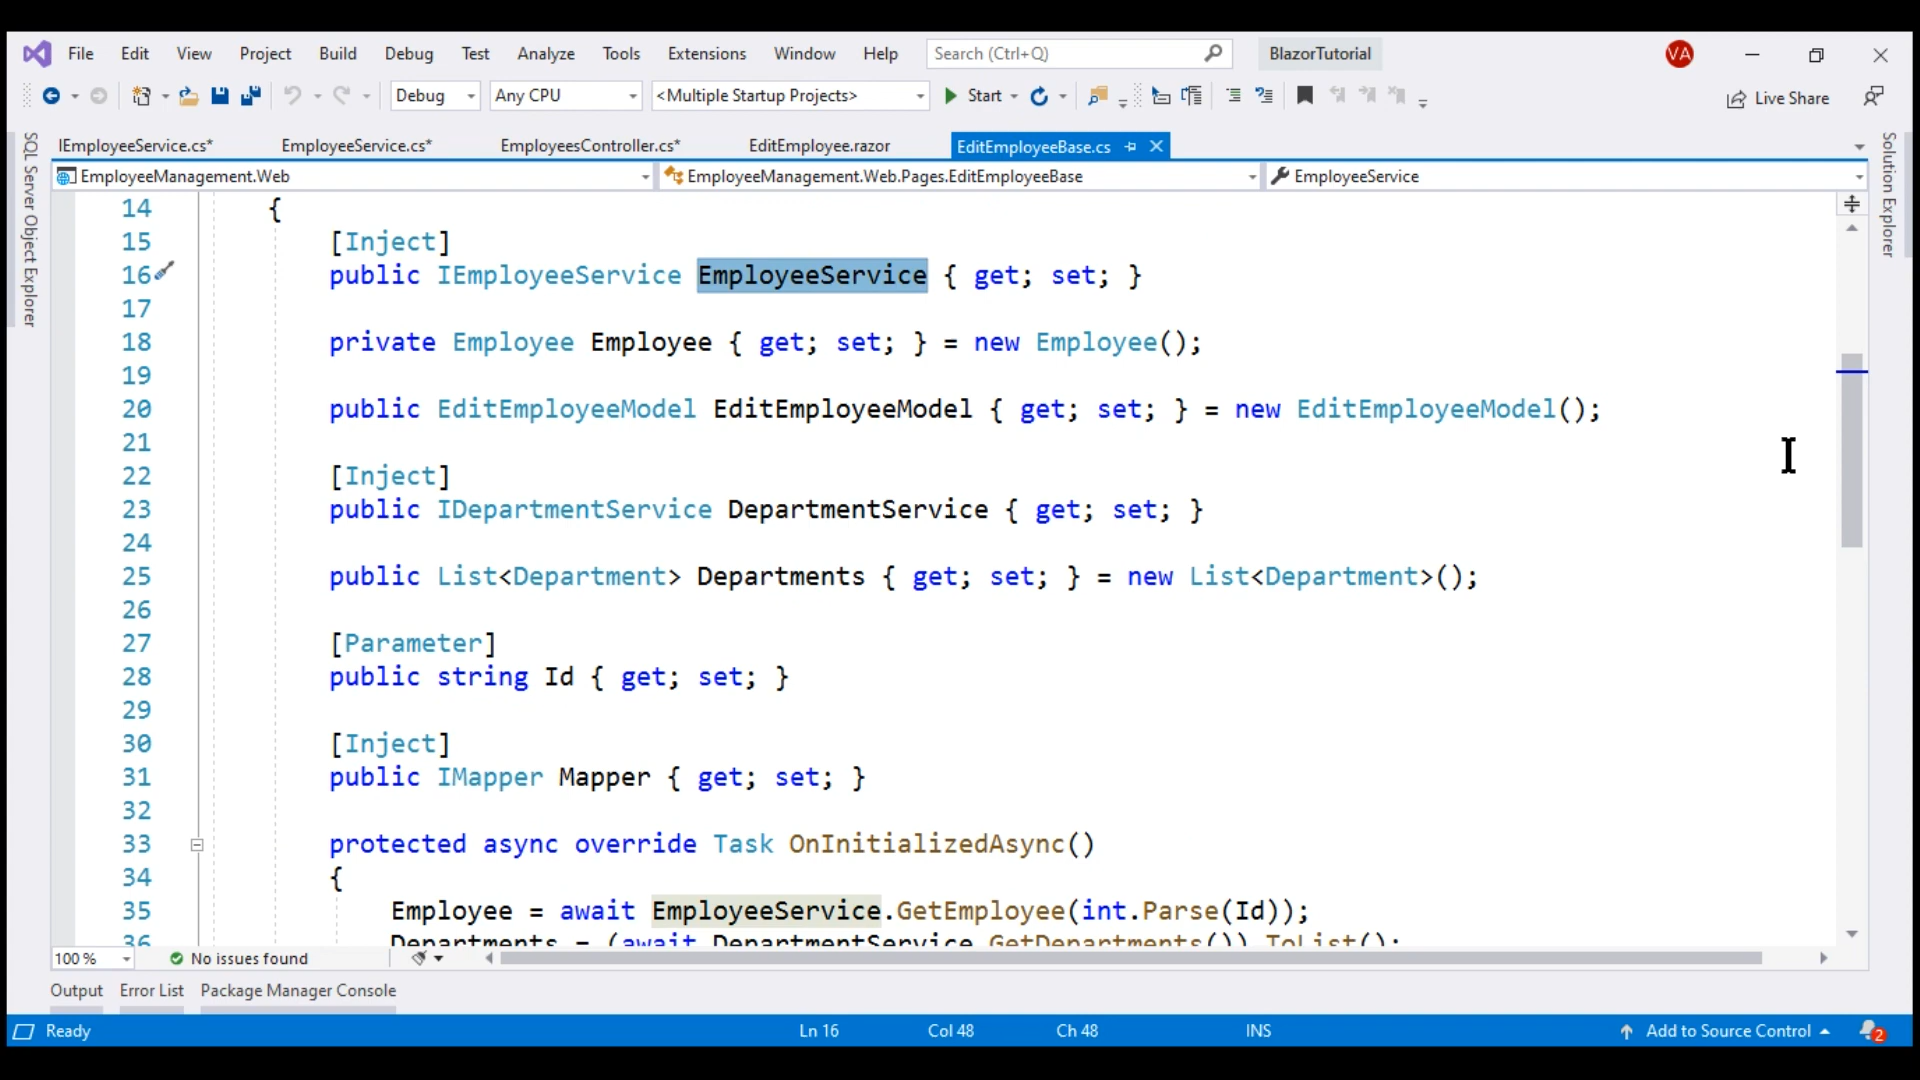 File Edit View Project Build Debug Test Analyze Tools Extensions Window Help Search (Ctrl+Q) BlazorTutorial VA
Debug Any CPU <Multiple Startup Projects> Start Live Share
IEmployeeService.cs* EmployeeService.cs* EmployeesController.cs* EditEmployee.razor EditEmployeeBase.cs
EmployeeManagement.Web EmployeeManagement.Web.Pages.EditEmployeeBase EmployeeService
SQL Server Object Explorer
Solution Explorer
14 {
15 [Inject]
16 public IEmployeeService EmployeeService { get; set; }
17
18 private Employee Employee { get; set; } = new Employee();
19
20 public EditEmployeeModel EditEmployeeModel { get; set; } = new EditEmployeeModel();
21
22 [Inject]
23 public IDepartmentService DepartmentService { get; set; }
24
25 public List<Department> Departments { get; set; } = new List<Department>();
26
27 [Parameter]
28 public string Id { get; set; }
29
30 [Inject]
31 public IMapper Mapper { get; set; }
32
33 protected async override Task OnInitializedAsync()
34 {
35 Employee = await EmployeeService.GetEmployee(int.Parse(Id));
36 Departments = (await DepartmentService.GetDepartments()).ToList();
100 % No issues found
Output Error List Package Manager Console
Ready Ln 16 Col 48 Ch 48 INS Add to Source Control 2